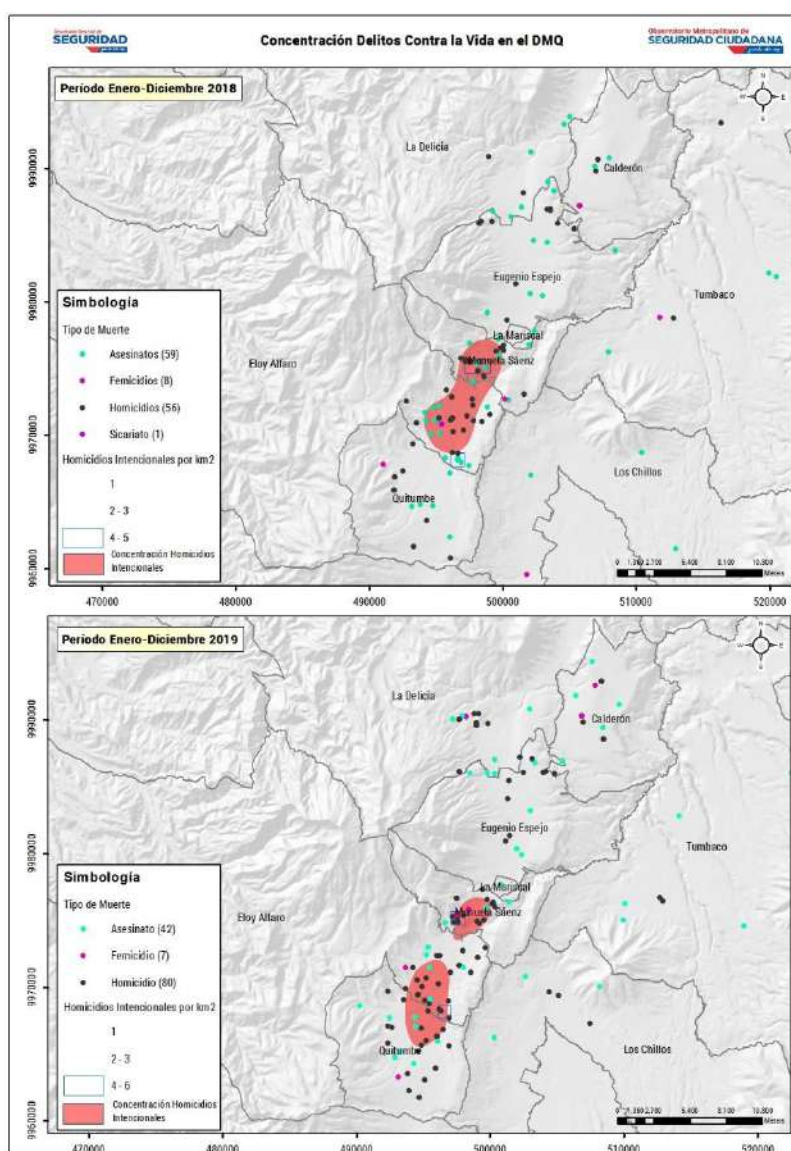 SEGURIDAD
Concentración Delitos Contra la Vida en el DMQ
Observatorio Metropolitano de
SEGURIDAD CIUDADANA
Período Enero-Diciembre 2018
N
W
E
S
La Delicia
Calderón
Eugenio Espejo
Tumbaco
La Mariscal
Manuela Sáenz
Eloy Alfaro
Los Chillos
Quitumbe
Simbología
Tipo de Muerte
Asesinatos (59)
Femicidios (8)
Homicidios (56)
Sicariato (1)
Homicidios Intencionales por km2
1
2 - 3
4 - 5
Concentración Homicidios
Intencionales
Meters
9990000
9980000
9970000
9960000
470000
480000
490000
500000
510000
520000
Período Enero-Diciembre 2019
N
W
E
S
La Delicia
Calderón
Eugenio Espejo
Tumbaco
La Mariscal
Manuela Sáenz
Eloy Alfaro
Los Chillos
Quitumbe
Simbología
Tipo de Muerte
Asesinato (42)
Femicidio (7)
Homicidio (80)
Homicidios Intencionales por km2
1
2 - 3
4 - 6
Concentración Homicidios
Intencionales
Meters
9990000
9980000
9970000
9960000
470000
480000
490000
500000
510000
520000